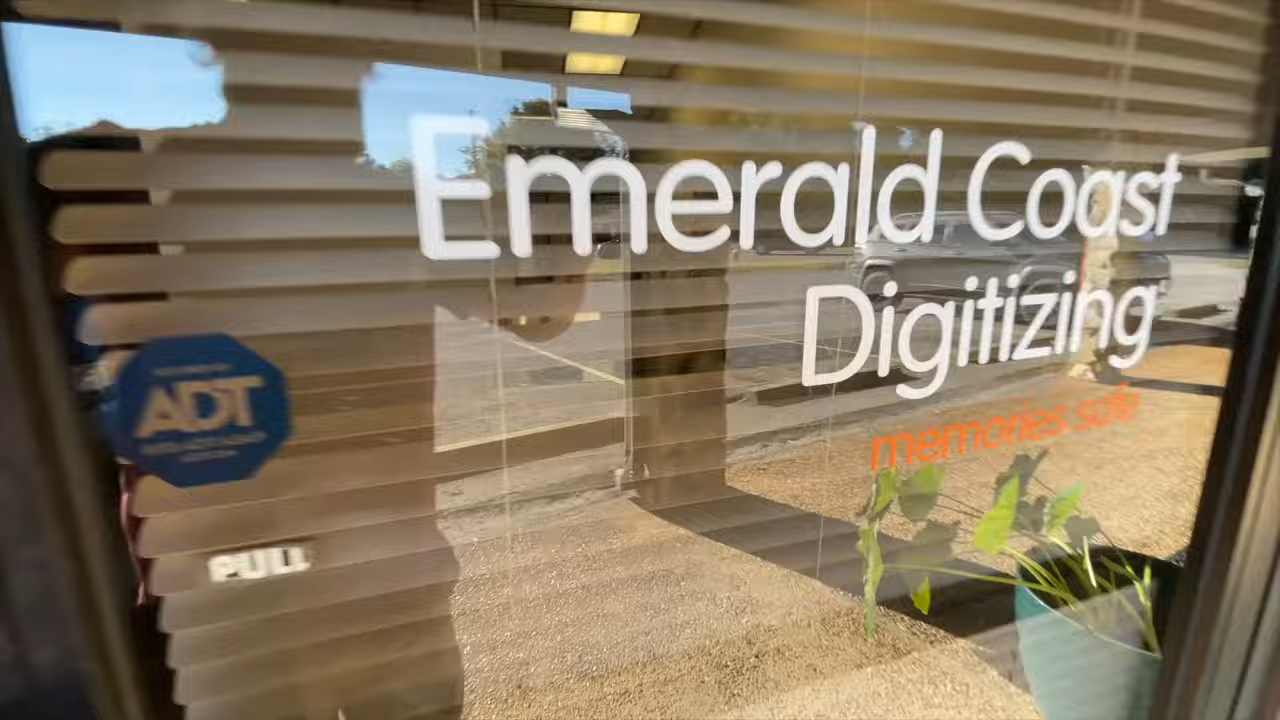 Emerald Coast
Digitizing
memories safe
ADT
PULL